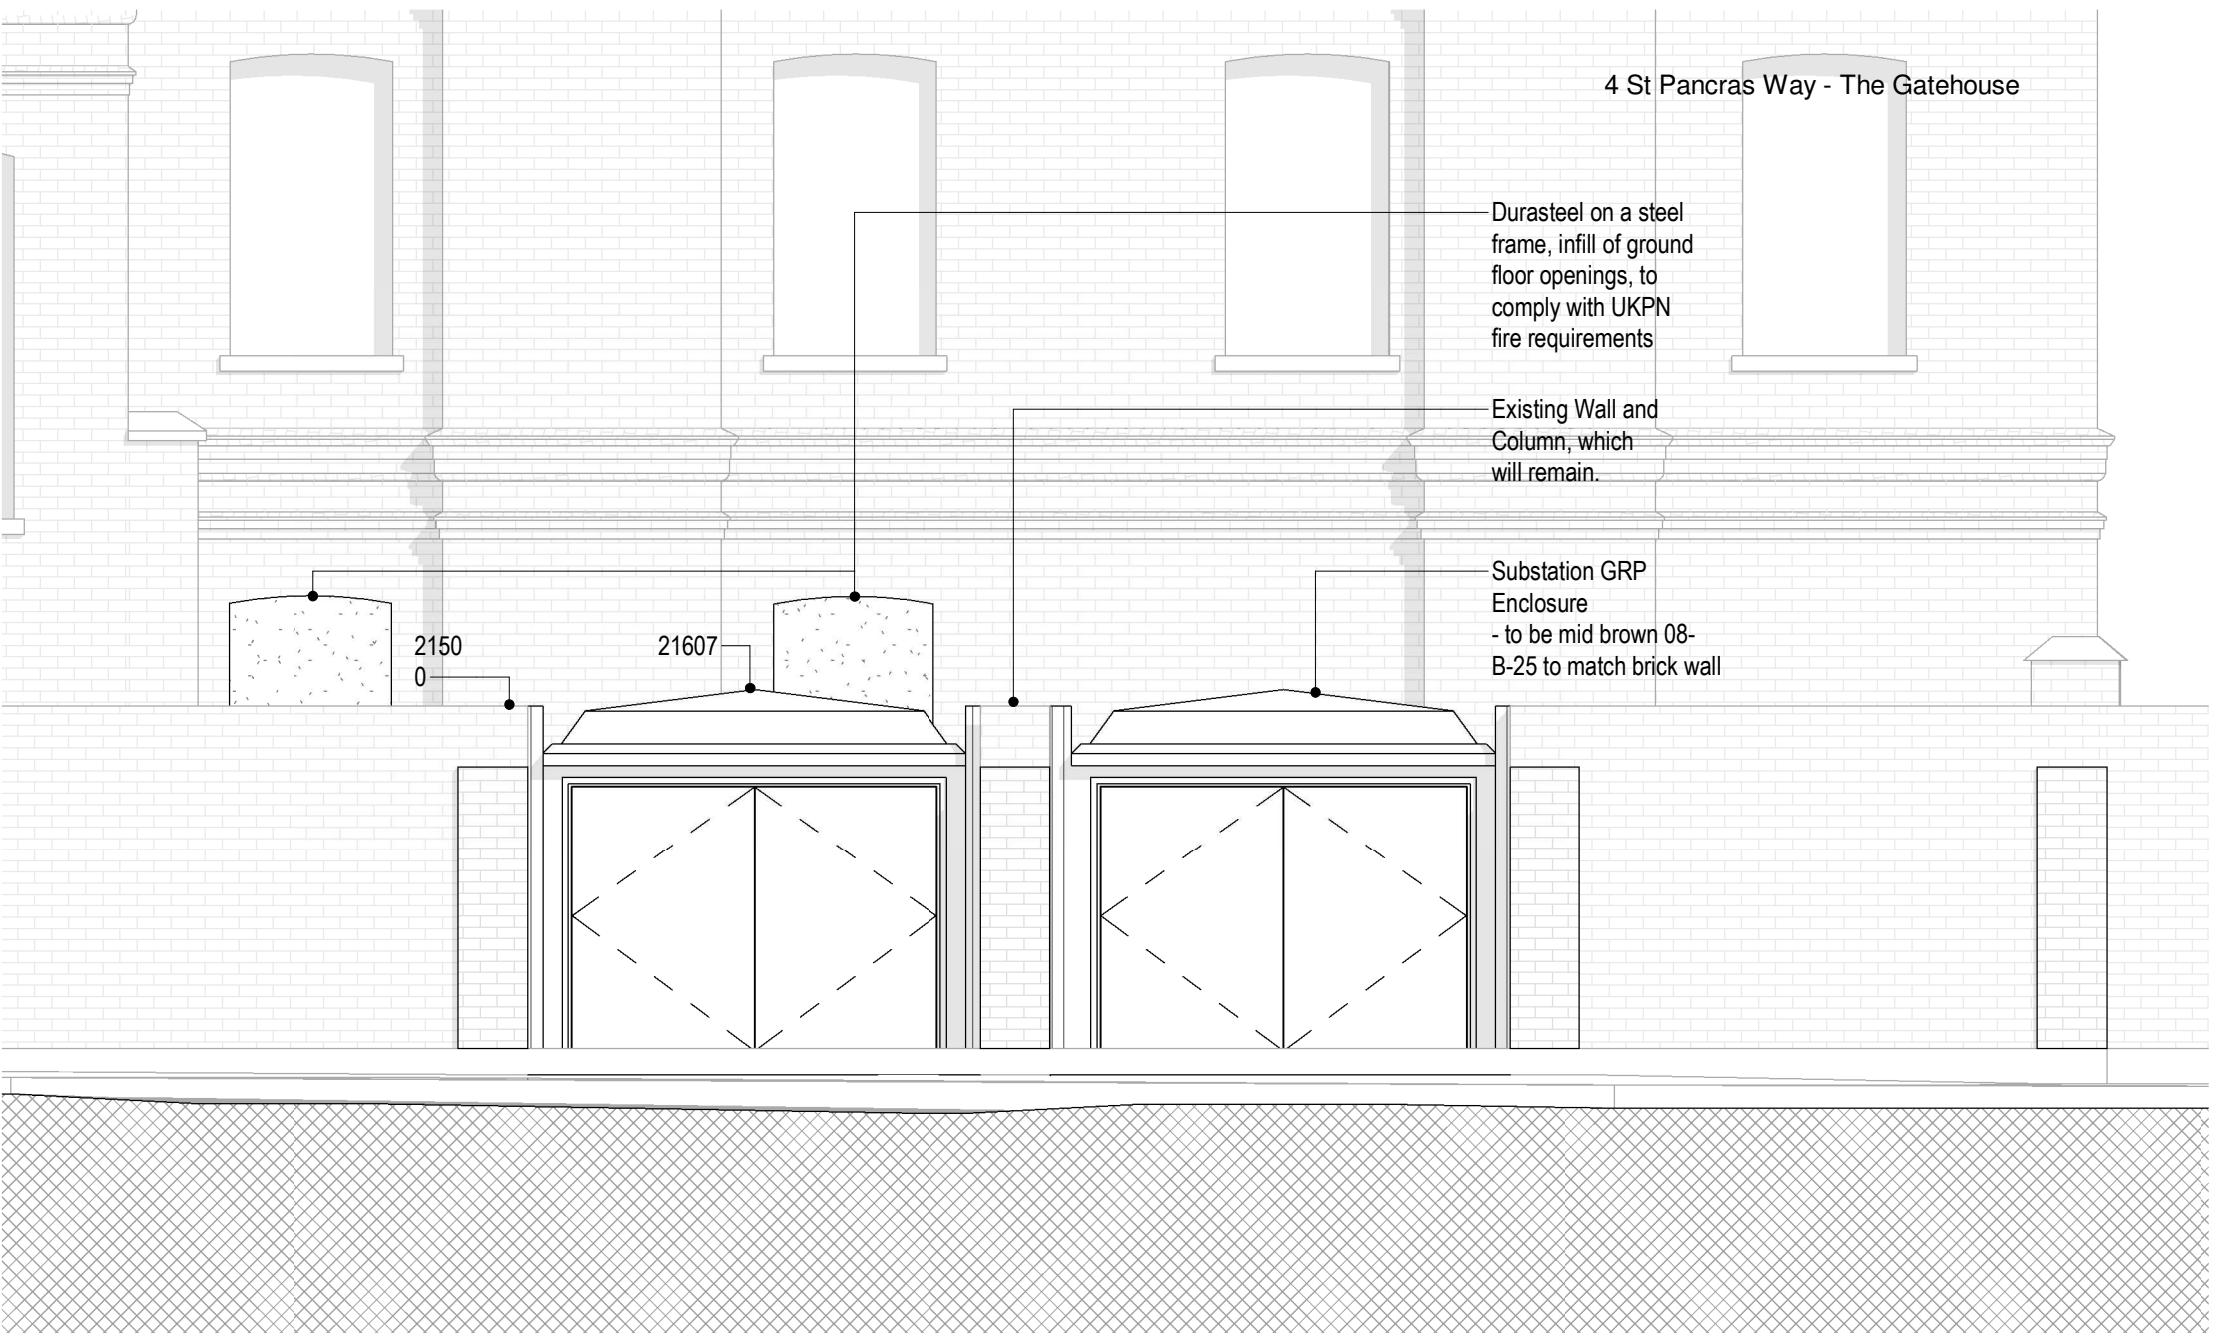 4 St Pancras Way - The Gatehouse
Durasteel on a steel
frame, infill of ground
floor openings, to
comply with UKPN
fire requirements
Existing Wall and
Column, which
will remain.
Substation GRP
Enclosure
- to be mid brown 08-
B-25 to match brick wall
2150
0
21607